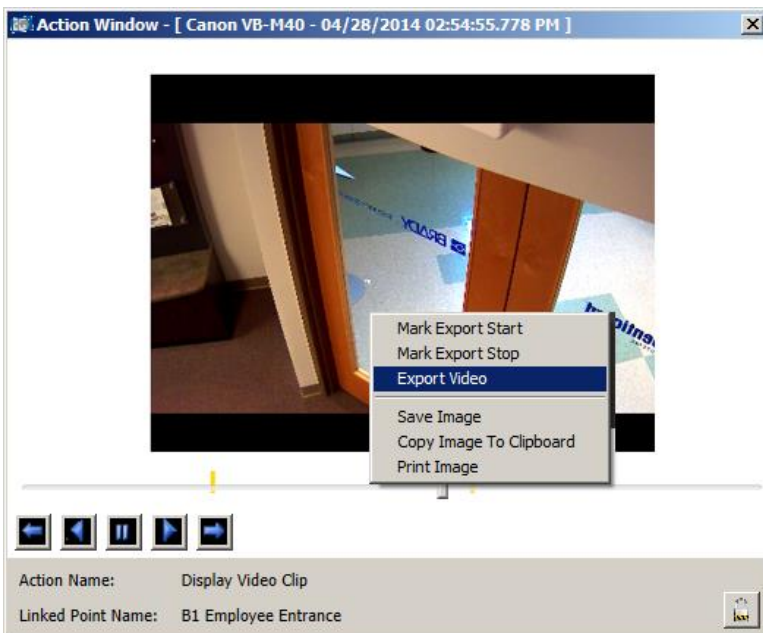 Action Window - [ Canon VB-M40 - 04/28/2014 02:54:55.778 PM ]
BRADY
Mark Export Start
Mark Export Stop
Export Video
Save Image
Copy Image To Clipboard
Print Image
Action Name: Display Video Clip
Linked Point Name: B1 Employee Entrance